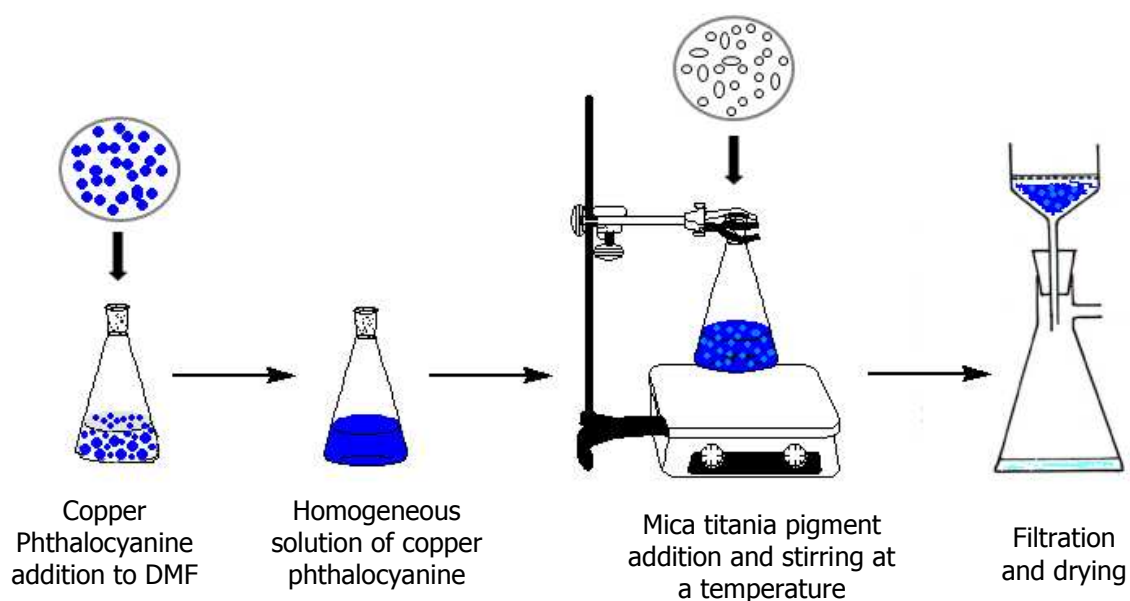 Copper
Phthalocyanine
addition to DMF
Homogeneous
solution of copper
phthalocyanine
Mica titania pigment
addition and stirring at
a temperature
Filtration
and drying